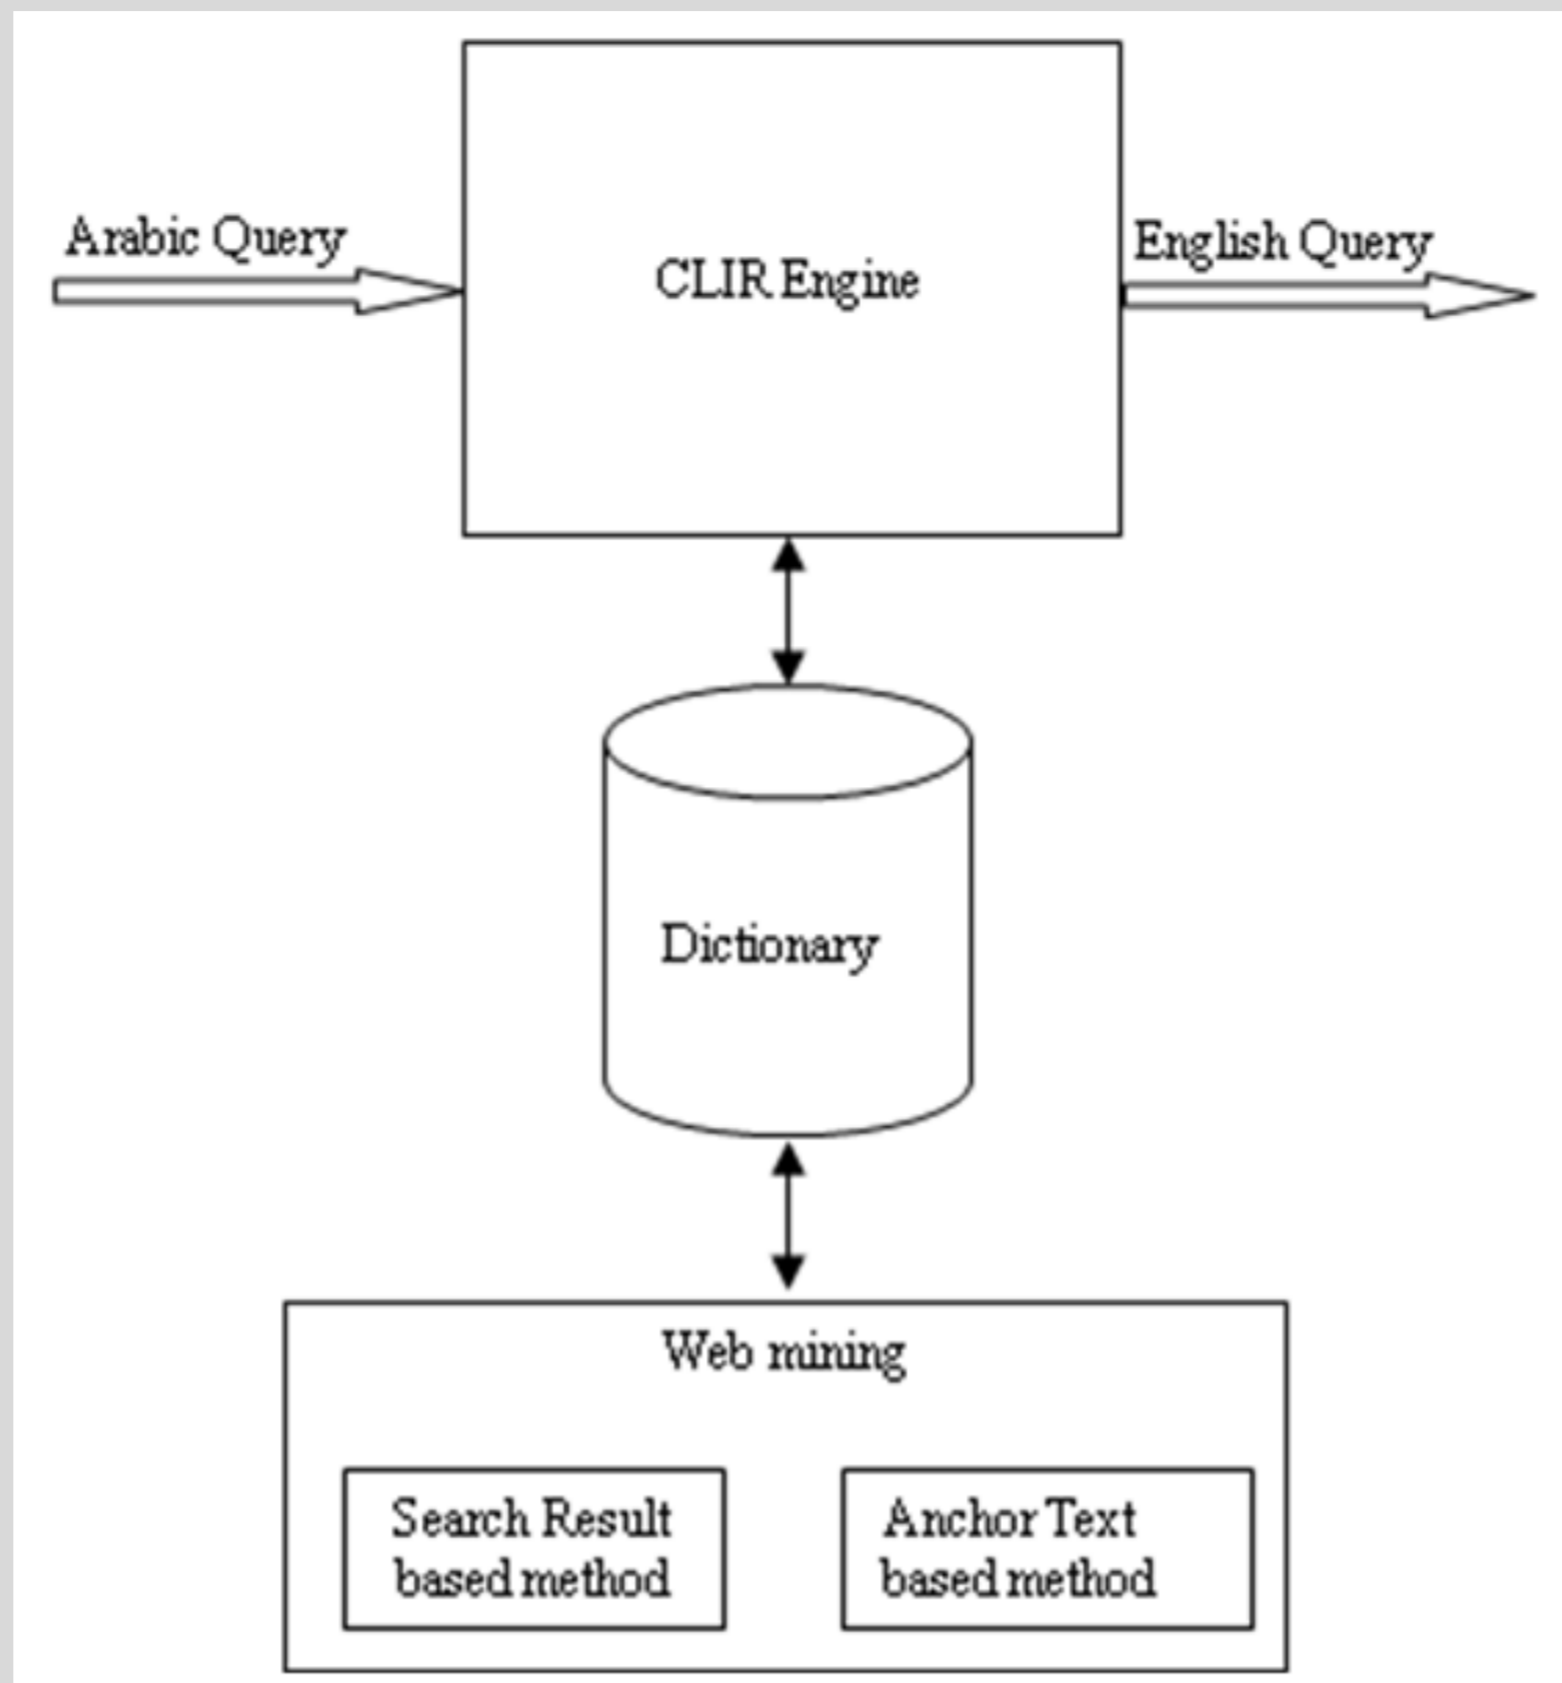 Arabic Query
CLIR Engine
English Query
Dictionary
Web mining
Search Result
based method
Anchor Text
based method